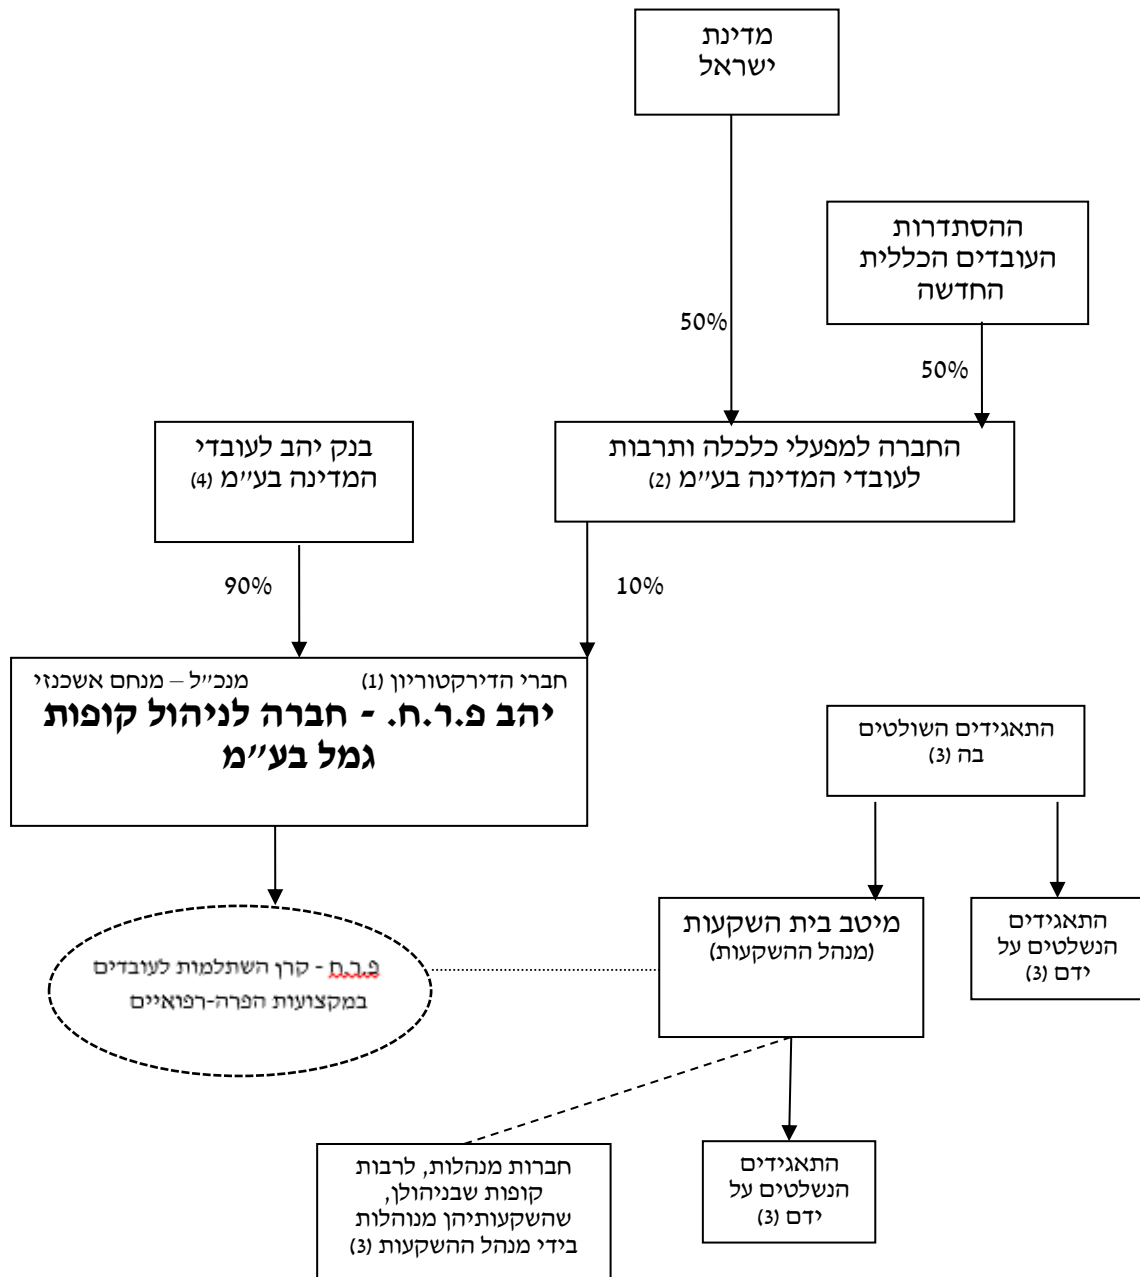 מדינת
ישראל
ההסתדרות
העובדים הכללית
החדשה
50%
50%
החברה למפעלי כלכלה ותרבות
לעובדי המדינה בע"מ (2)
בנק יהב לעובדי
המדינה בע"מ (4)
10%
90%
חברי הדירקטוריון (1) מנכ"ל – מנחם אשכנזי
יהב פ.ר.ח. - חברה לניהול קופות
גמל בע"מ
התאגידים השולטים
בה (3)
התאגידים
הנשלטים על
ידם (3)
מיטב בית השקעות
(מנהל ההשקעות)
פ.ר.ח - קרן השתלמות לעובדים
במקצועות הפרה-רפואיים
התאגידים
הנשלטים על
ידם (3)
חברות מנהלות, לרבות
קופות שבניהולן,
שהשקעותיהן מנוהלות
בידי מנהל ההשקעות (3)